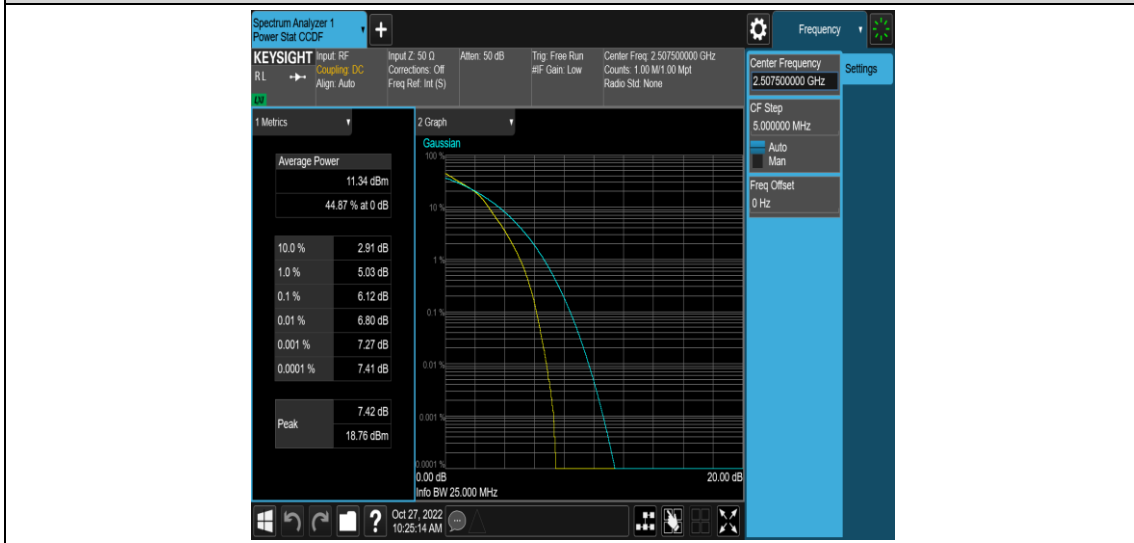 Spectrum Analyzer 1
Power Stat CCDF
+
Frequency
KEYSIGHT
RL
Input: RF
Coupling: DC
Align: Auto
Input Z: 50 Ω
Corrections: Off
Freq Ref: Int (S)
Atten: 50 dB
Trig: Free Run
#IF Gain: Low
Center Freq: 2.507500000 GHz
Counts: 1.00 M/1.00 Mpt
Radio Std: None
Center Frequency
2.507500000 GHz
Settings
CF Step
5.000000 MHz
Auto
Man
Freq Offset
0 Hz
1 Metrics
Average Power
11.34 dBm
44.87 % at 0 dB
10.0 % 2.91 dB
1.0 % 5.03 dB
0.1 % 6.12 dB
0.01 % 6.80 dB
0.001 % 7.27 dB
0.0001 % 7.41 dB
Peak
7.42 dB
18.76 dBm
2 Graph
Gaussian
100 %
10 %
1 %
0.1 %
0.01 %
0.001 %
0.0001 %
0.00 dB
20.00 dB
Info BW 25.000 MHz
?
Oct 27, 2022
10:25:14 AM